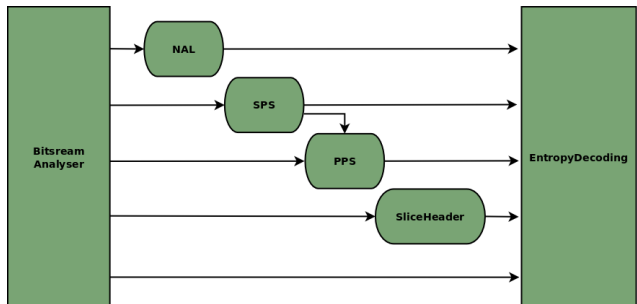 NAL
SPS
Bitsream
Analyser
PPS
EntropyDecoding
SliceHeader